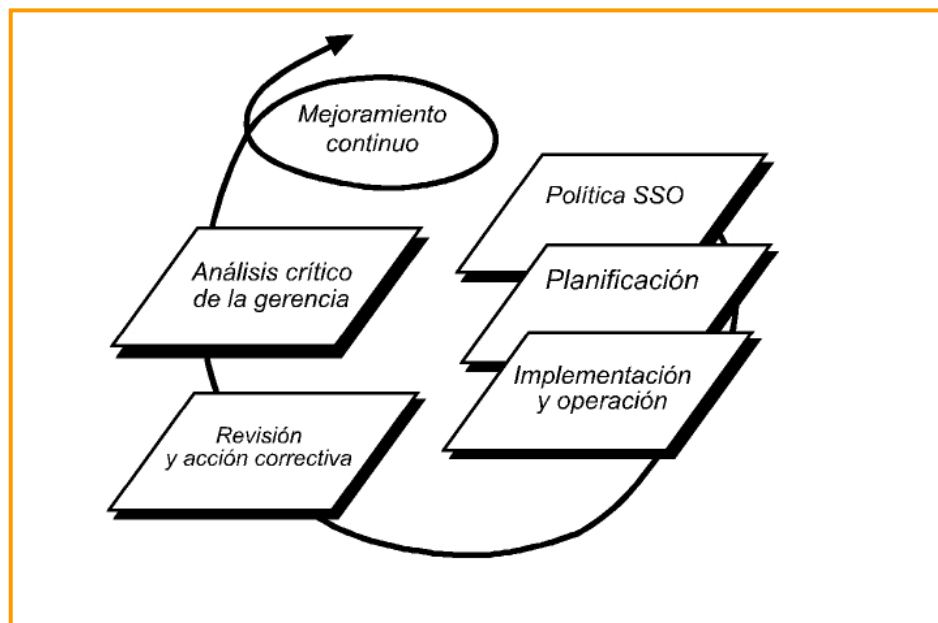 Mejoramiento
continuo
Política SSO
Planificación
Implementación
y operación
Análisis crítico
de la gerencia
Revisión
y acción correctiva